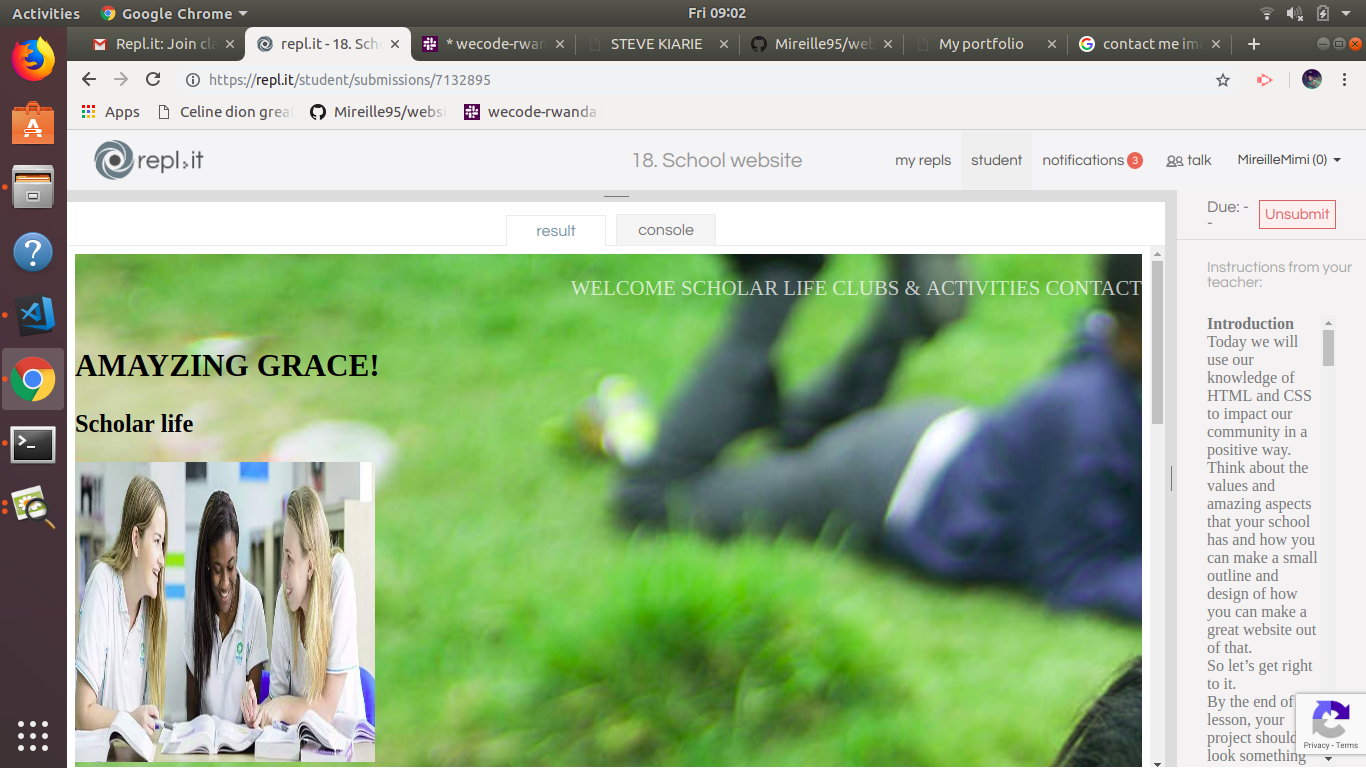 Activities
Google Chrome
Fri 09:02
Repl.it: Join cla
repl.it - 18. Sch
* wecode-rwan
STEVE KIARIE
Mireille95/web
My portfolio
contact me im
https://repl.it/student/submissions/7132895
Apps
Celine dion grea
Mireille95/websi
wecode-rwanda
repl.it
18. School website
my repls
student
notifications 3
talk
MireilleMimi (0)
result
console
WELCOME SCHOLAR LIFE CLUBS & ACTIVITIES CONTACT
AMAYZING GRACE!
Scholar life
Due: -
-
Unsubmit
Instructions from your
teacher:
Introduction
Today we will
use our
knowledge of
HTML and CSS
to impact our
community in a
positive way.
Think about the
values and
amazing aspects
that your school
has and how you
can make a small
outline and
design of how
you can make a
great website out
of that.
So let’s get right
to it.
By the end of
lesson, your
project should
look something
Privacy - Terms